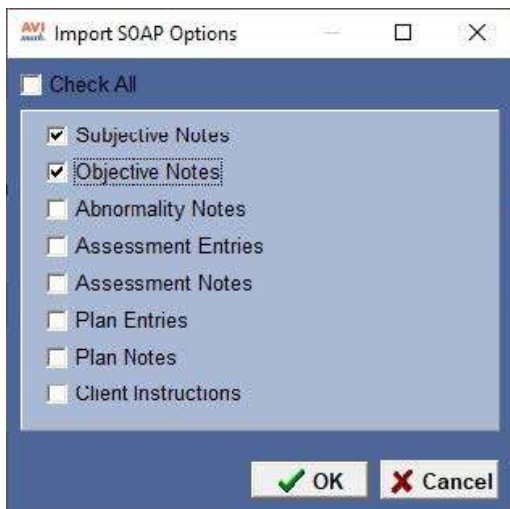 AVI mark Import SOAP Options
Check All
Subjective Notes
Objective Notes
Abnormality Notes
Assessment Entries
Assessment Notes
Plan Entries
Plan Notes
Client Instructions
OK Cancel